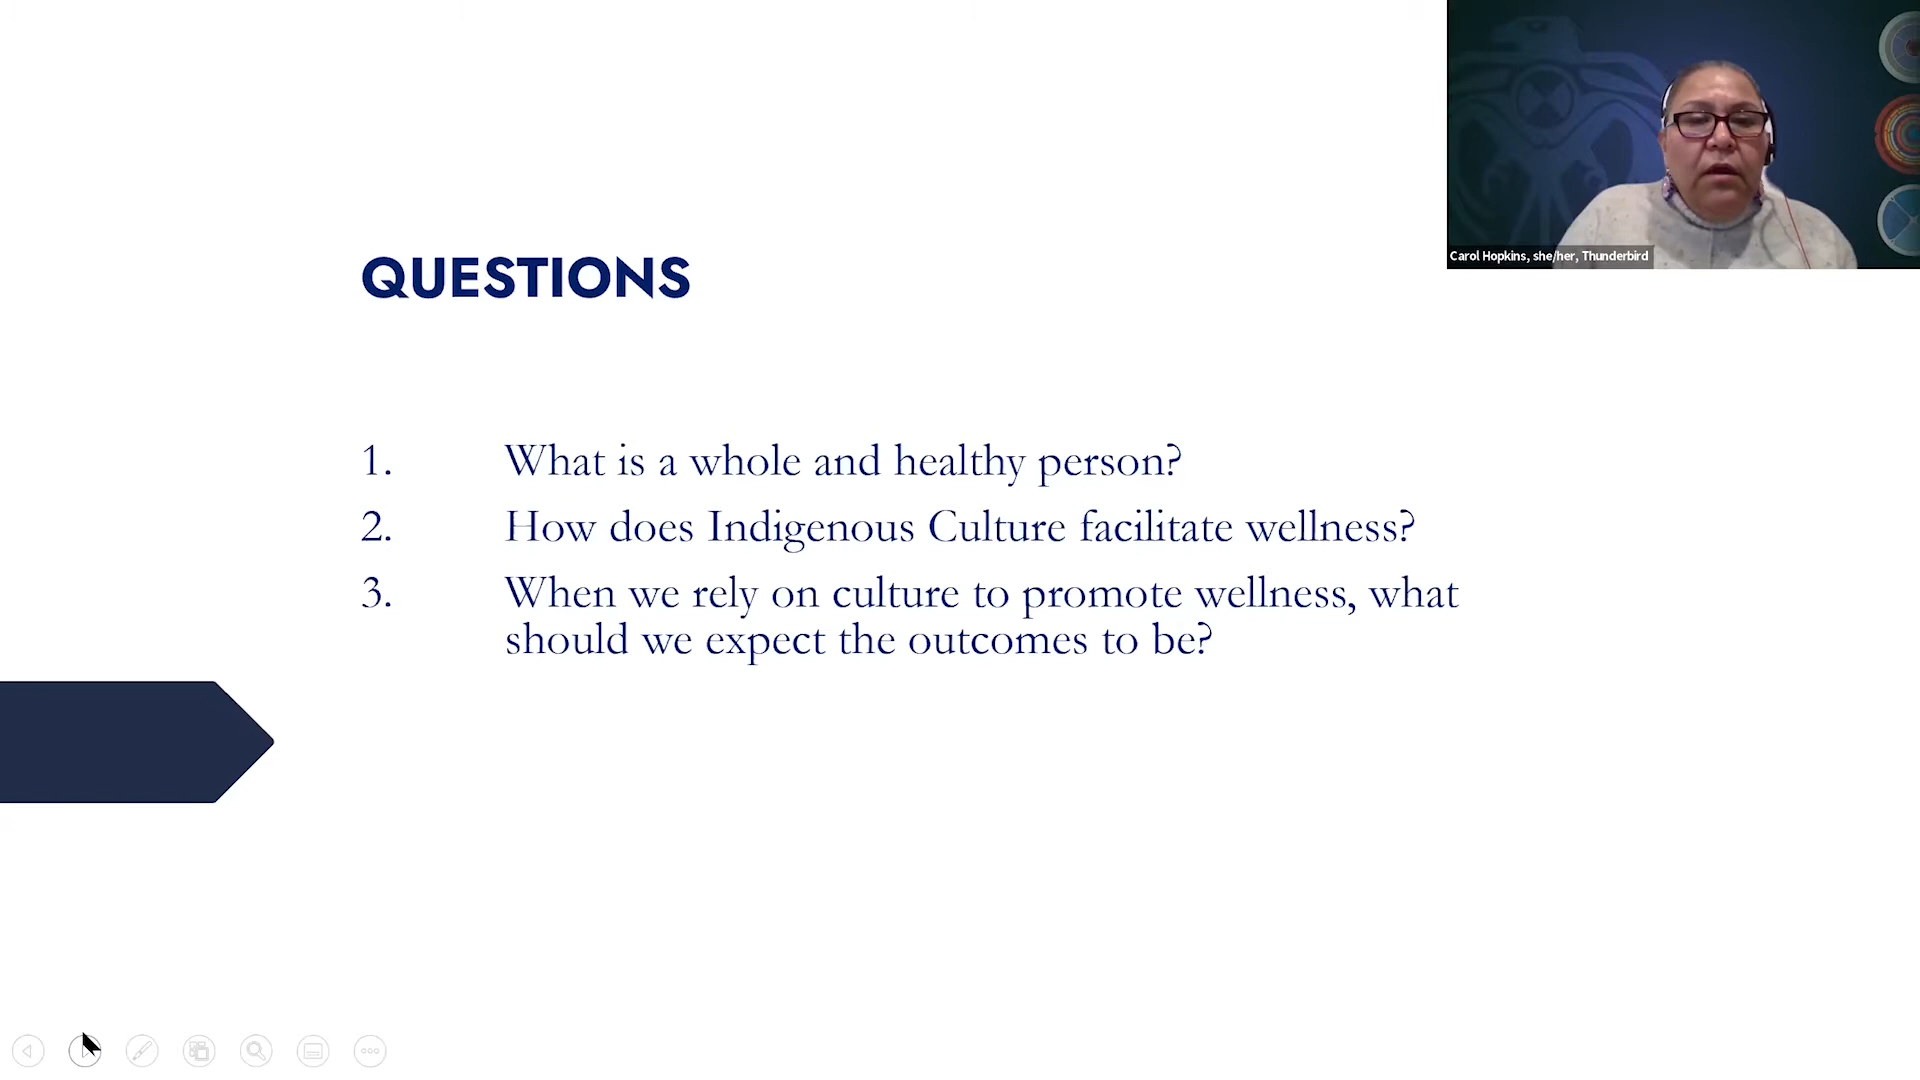 Carol Hopkins, she/her, Thunderbird
QUESTIONS
1. What is a whole and healthy person?
2. How does Indigenous Culture facilitate wellness?
3. When we rely on culture to promote wellness, what
should we expect the outcomes to be?